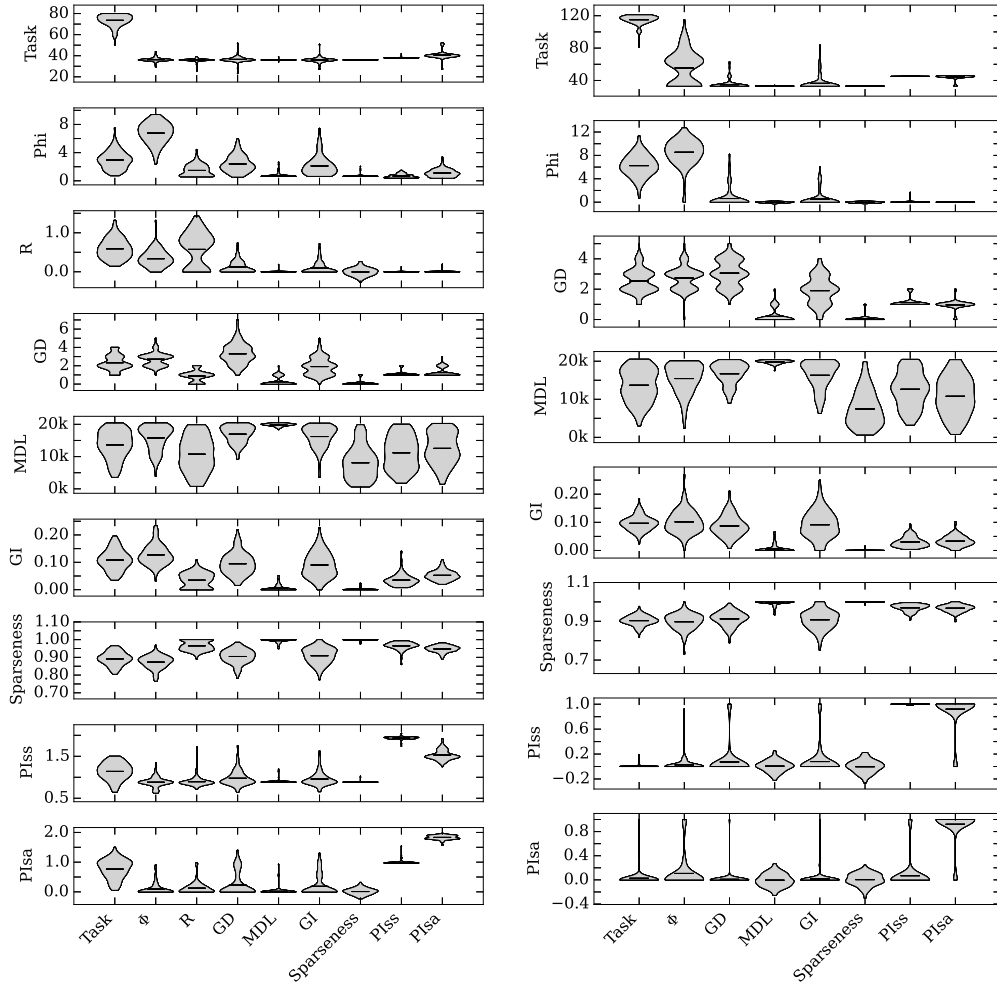 Task
80
60
40
20
Phi
8
4
0
R
1.0
0.0
GD
6
4
2
0
MDL
20k
10k
0k
GI
0.20
0.10
0.00
Sparseness
1.10
1.00
0.90
0.80
0.70
PIss
1.5
0.5
PIsa
2.0
1.0
0.0
Task Φ R GD MDL GI Sparseness PIss PIsa
Task
120
80
40
Phi
12
8
4
0
GD
4
2
0
MDL
20k
10k
0k
GI
0.20
0.10
0.00
Sparseness
1.1
0.9
0.7
PIss
1.0
0.6
0.2
−0.2
PIsa
0.8
0.4
0.0
−0.4
Task Φ GD MDL GI Sparseness PIss PIsa